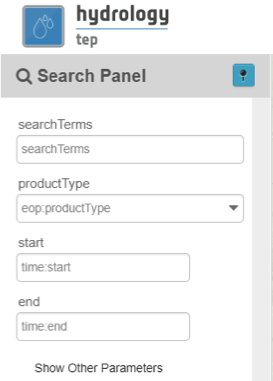 hydrology
tep
Search Panel
searchTerms
searchTerms
productType
eop:productType
start
time:start
end
time:end
Show Other Parameters